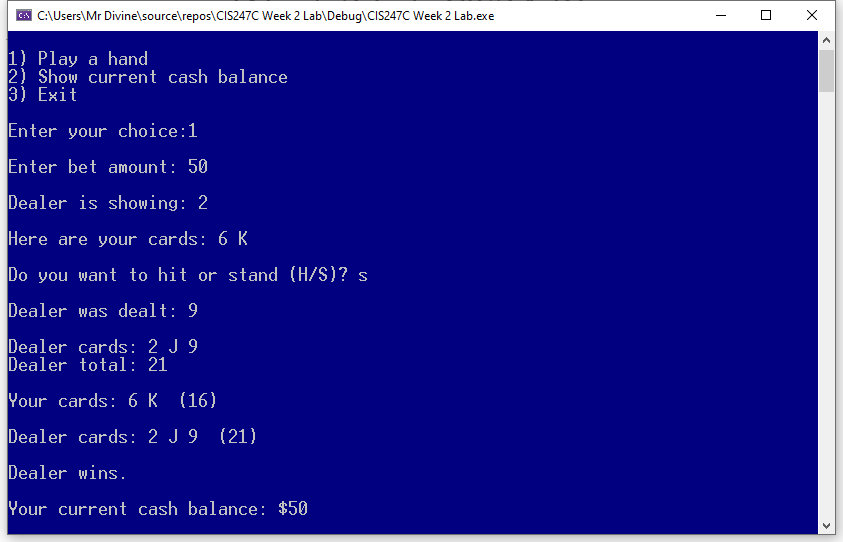 C:\Users\Mr Divine\source\repos\CIS247C Week 2 Lab\Debug\CIS247C Week 2 Lab.exe
1) Play a hand
2) Show current cash balance
3) Exit
Enter your choice:1
Enter bet amount: 50
Dealer is showing: 2
Here are your cards: 6 K
Do you want to hit or stand (H/S)? s
Dealer was dealt: 9
Dealer cards: 2 J 9
Dealer total: 21
Your cards: 6 K  (16)
Dealer cards: 2 J 9  (21)
Dealer wins.
Your current cash balance: $50